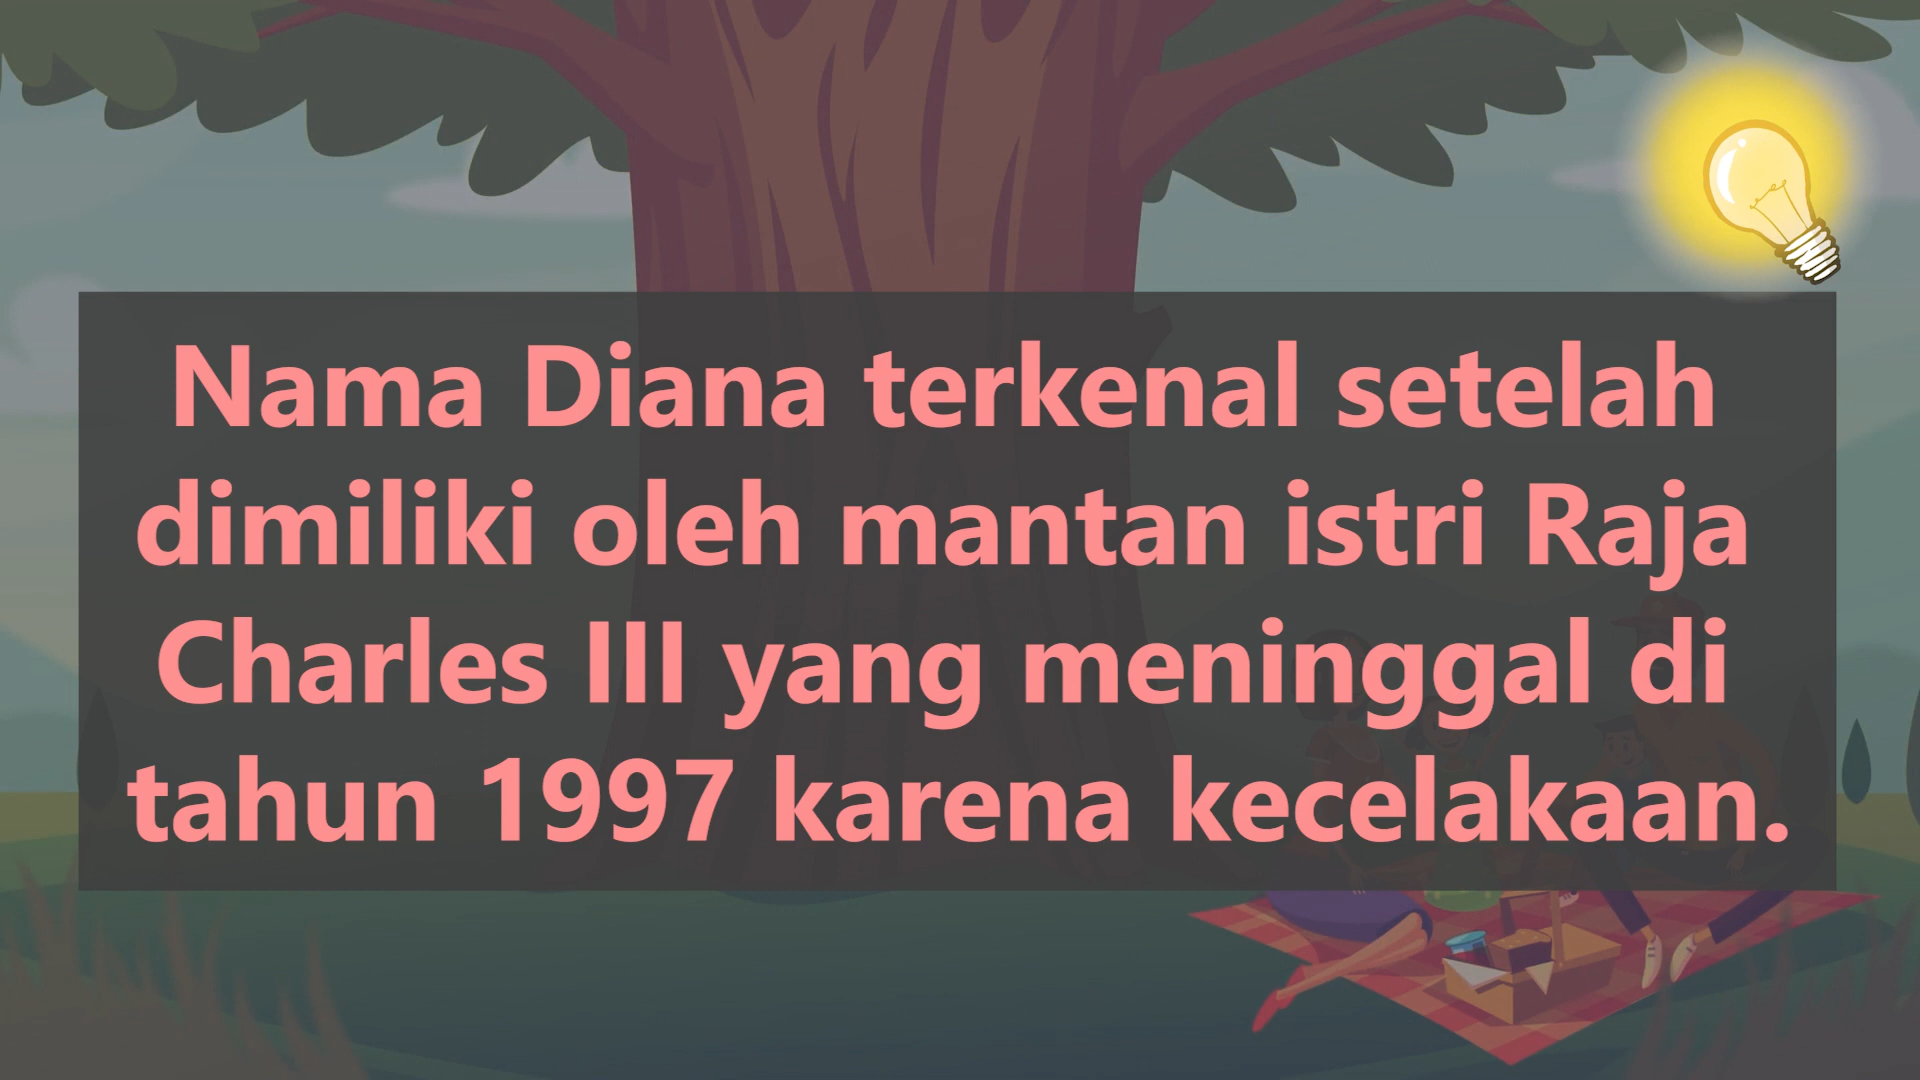 Nama Diana terkenal setelah
dimiliki oleh mantan istri Raja
Charles III yang meninggal di
tahun 1997 karena kecelakaan.